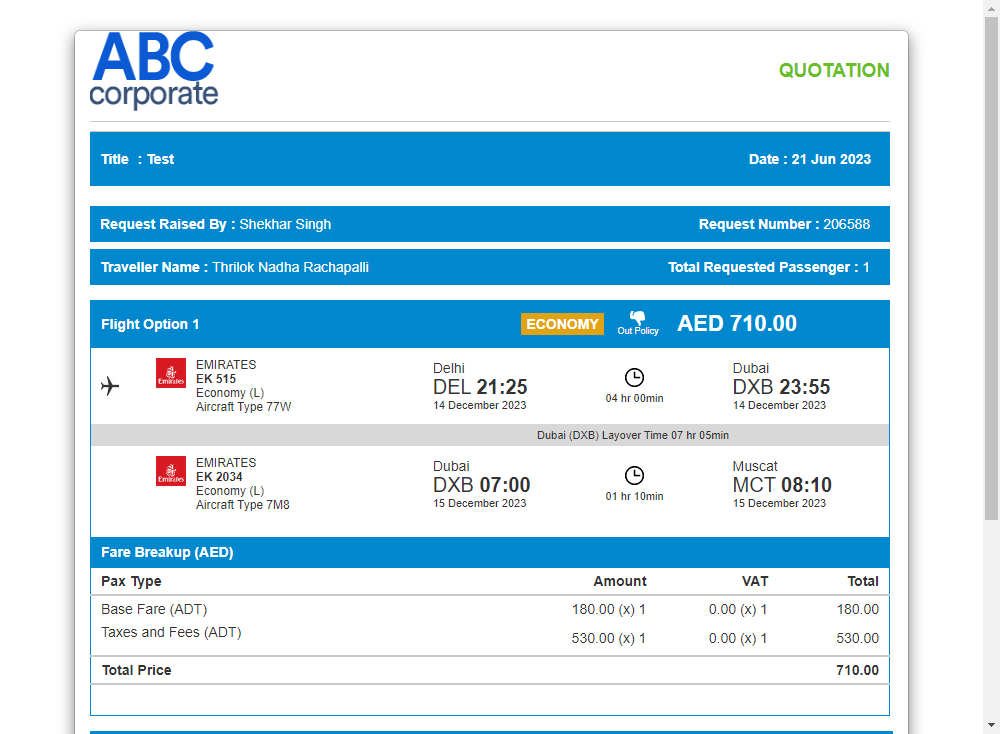 ABC
corporate
QUOTATION
Title : Test Date : 21 Jun 2023
Request Raised By : Shekhar Singh Request Number : 206588
Traveller Name : Thrilok Nadha Rachapalli Total Requested Passenger : 1
Flight Option 1 ECONOMY Out Policy AED 710.00
Emirates
EMIRATES
EK 515
Economy (L)
Aircraft Type 77W
Delhi
DEL 21:25
14 December 2023
04 hr 00min
Dubai
DXB 23:55
14 December 2023
Dubai (DXB) Layover Time 07 hr 05min
Emirates
EMIRATES
EK 2034
Economy (L)
Aircraft Type 7M8
Dubai
DXB 07:00
15 December 2023
01 hr 10min
Muscat
MCT 08:10
15 December 2023
Fare Breakup (AED)
Pax Type Amount VAT Total
Base Fare (ADT) 180.00 (x) 1 0.00 (x) 1 180.00
Taxes and Fees (ADT) 530.00 (x) 1 0.00 (x) 1 530.00
Total Price 710.00